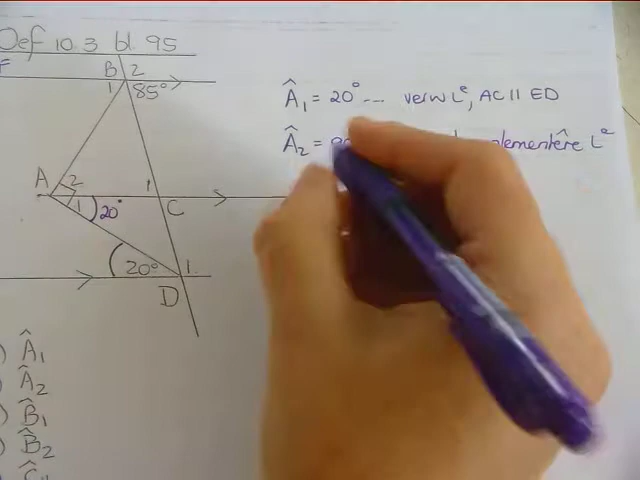 Oef 10.3 bl. 95
F
B 2
1 85°
Â₁ = 20° ... verw Lᵉ, AC || ED
Â₂ =
A 2
1
1 20°
C
20° 1
D
) Â₁
) Â₂
) B̂₁
) B̂₂